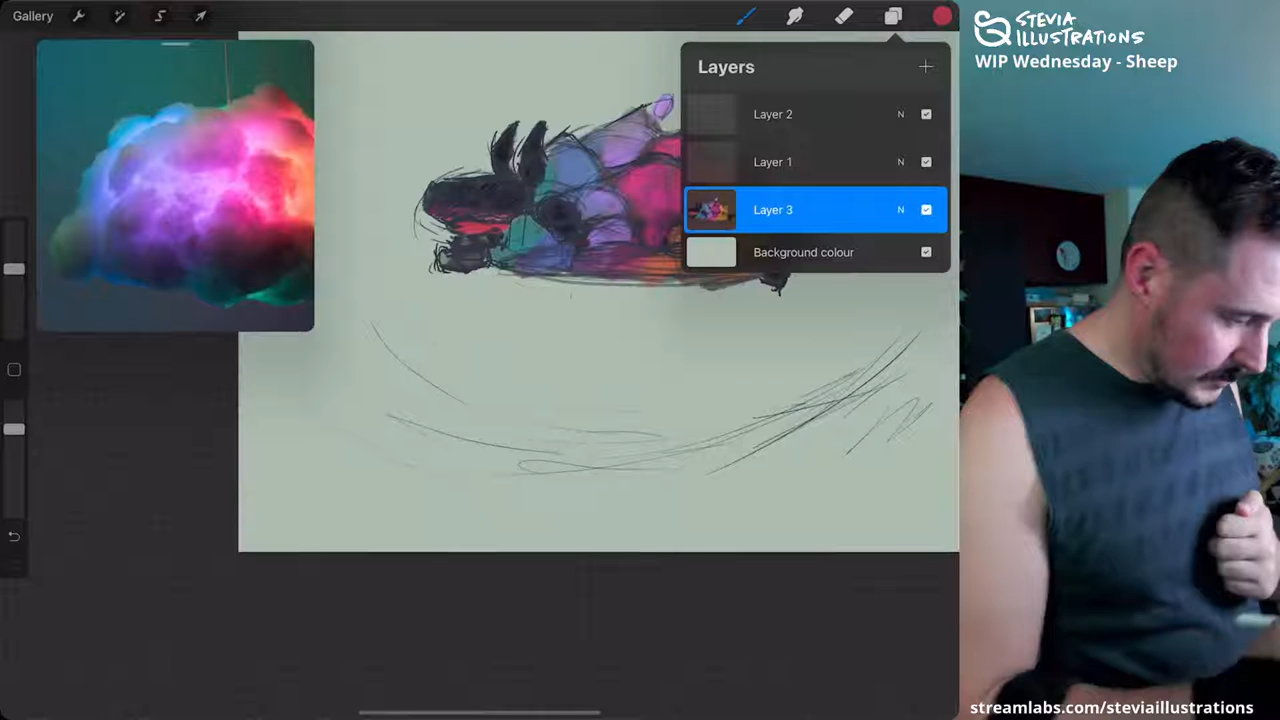 Gallery
Layers
Layer 2
N
Layer 1
N
Layer 3
N
Background colour
STEVIA
ILLUSTRATIONS
WIP Wednesday - Sheep
streamlabs.com/steviaillustrations